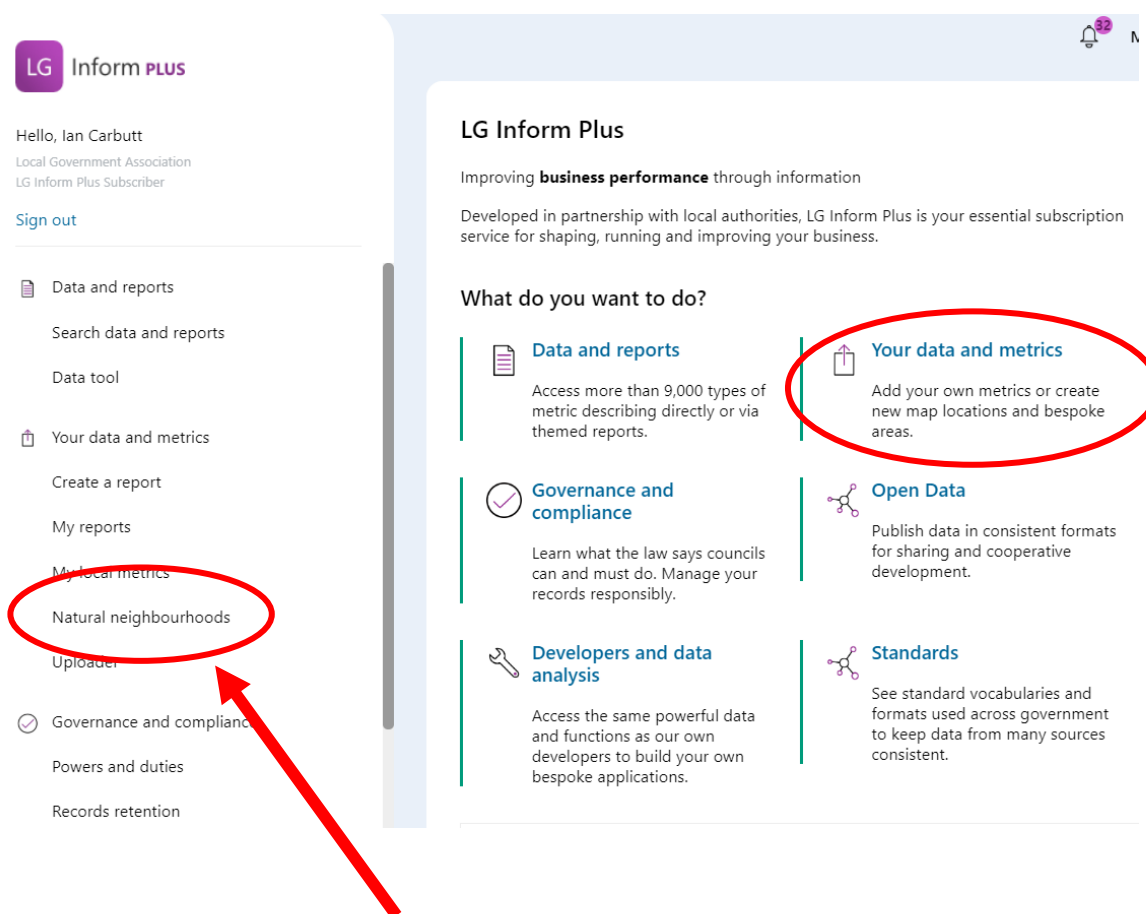 LG Inform PLUS
Hello, Ian Carbutt
Local Government Association
LG Inform Plus Subscriber
Sign out
Data and reports
Search data and reports
Data tool
Your data and metrics
Create a report
My reports
My local metrics
Natural neighbourhoods
Uploader
Governance and compliance
Powers and duties
Records retention
32
M
LG Inform Plus
Improving business performance through information
Developed in partnership with local authorities, LG Inform Plus is your essential subscription
service for shaping, running and improving your business.
What do you want to do?
Data and reports
Access more than 9,000 types of
metric describing directly or via
themed reports.
Your data and metrics
Add your own metrics or create
new map locations and bespoke
areas.
Governance and
compliance
Learn what the law says councils
can and must do. Manage your
records responsibly.
Open Data
Publish data in consistent formats
for sharing and cooperative
development.
Developers and data
analysis
Access the same powerful data
and functions as our own
developers to build your own
bespoke applications.
Standards
See standard vocabularies and
formats used across government
to keep data from many sources
consistent.